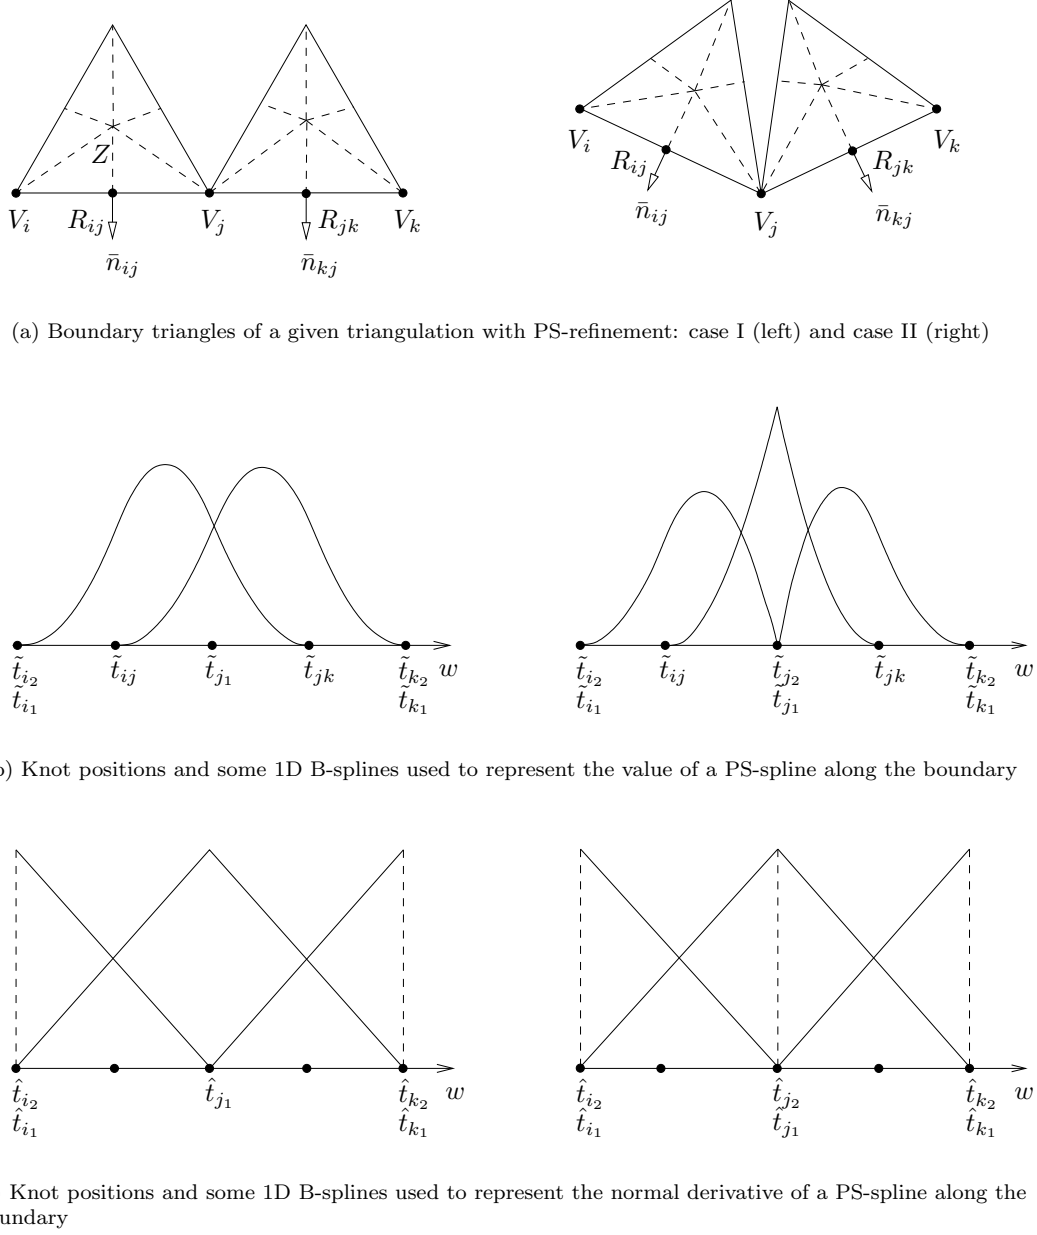 Z
V_i R_ij V_j R_jk V_k
n̄_ij n̄_kj
V_i V_k
R_ij R_jk
n̄_ij n̄_kj
V_j
(a) Boundary triangles of a given triangulation with PS-refinement: case I (left) and case II (right)
t̃_i₂ t̃_ij t̃_j₁ t̃_jk t̃_k₂ w
t̃_i₁ t̃_k₁
t̃_i₂ t̃_ij t̃_j₂ t̃_jk t̃_k₂ w
t̃_i₁ t̃_j₁ t̃_k₁
) Knot positions and some 1D B-splines used to represent the value of a PS-spline along the boundary
t̂_i₂ t̂_j₁ t̂_k₂ w
t̂_i₁ t̂_k₁
t̂_i₂ t̂_j₂ t̂_k₂ w
t̂_i₁ t̂_j₁ t̂_k₁
Knot positions and some 1D B-splines used to represent the normal derivative of a PS-spline along the
undary